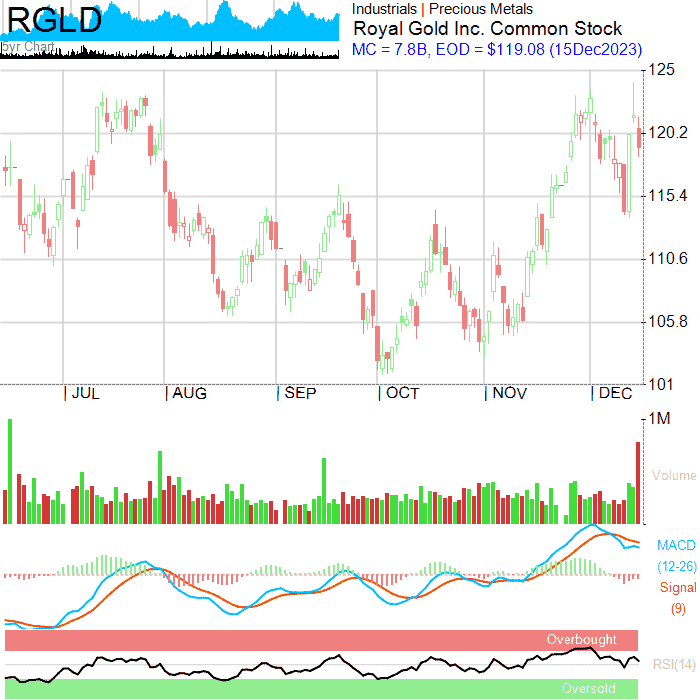 RGLD
5yr Chart
Industrials | Precious Metals
Royal Gold Inc. Common Stock
MC = 7.8B, EOD = $119.08 (15Dec2023)
125
120.2
115.4
110.6
105.8
101
JUL
AUG
SEP
OCT
NOV
DEC
1M
Volume
MACD
(12-26)
Signal
(9)
Overbought
RSI(14)
Oversold